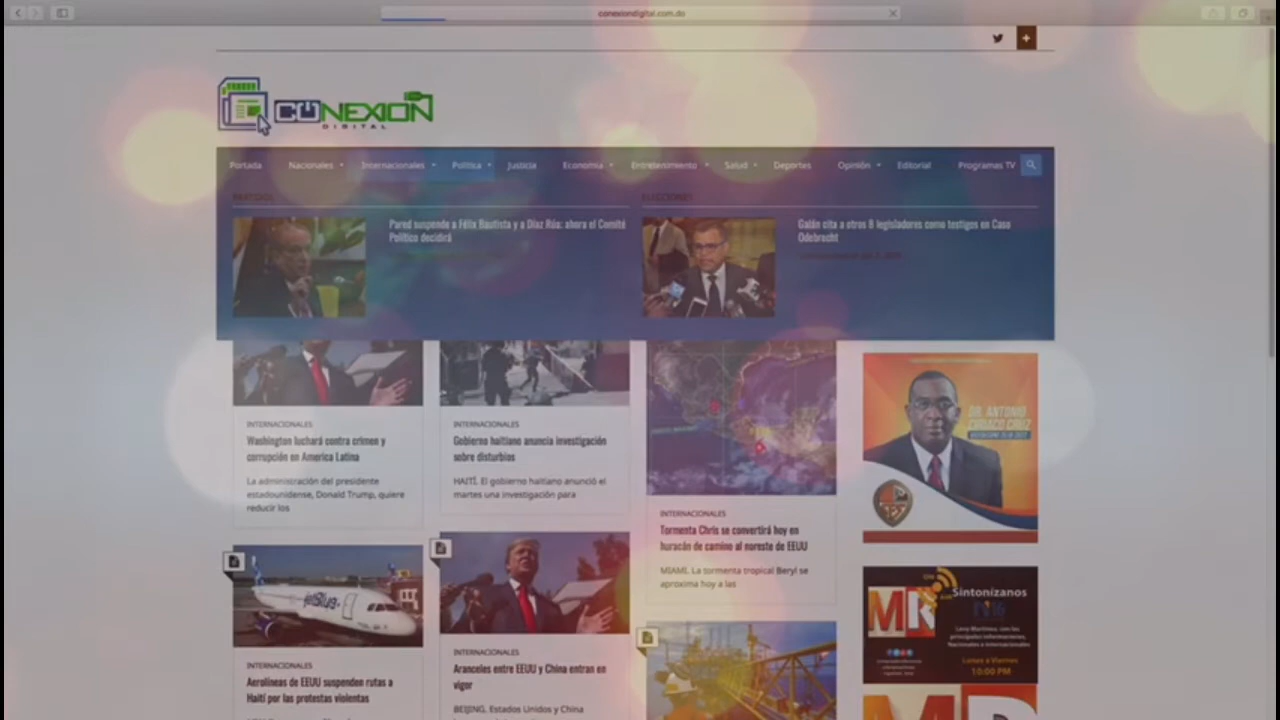 conexiondigital.com.do
CONEXION
DIGITAL
Portada Nacionales Internacionales Política Justicia Economía Entretenimiento Salud Deportes Opinión Editorial Programas TV
PARTIDOS
ELECCIONES
Pared suspende a Félix Bautista y a Díaz Rúa: ahora el Comité
Político decidirá
Galán cita a otros 8 legisladores como testigos en Caso
Odebrecht
INTERNACIONALES
Washington luchará contra crimen y
corrupción en America Latina
La administración del presidente
estadounidense, Donald Trump, quiere
reducir los
INTERNACIONALES
Gobierno haitiano anuncia investigación
sobre disturbios
HAITÍ. El gobierno haitiano anunció el
martes una investigación para
INTERNACIONALES
Tormenta Chris se convertirá hoy en
huracán de camino al noreste de EEUU
MIAMI. La tormenta tropical Beryl se
aproxima hoy a las
DR. ANTONIO
CRUZ
jetBlue
INTERNACIONALES
Aerolíneas de EEUU suspenden rutas a
Haití por las protestas violentas
INTERNACIONALES
Aranceles entre EEUU y China entran en
vigor
BEIJING. Estados Unidos y China
MR
Sintonízanos
Lunes a Viernes
10:00 PM